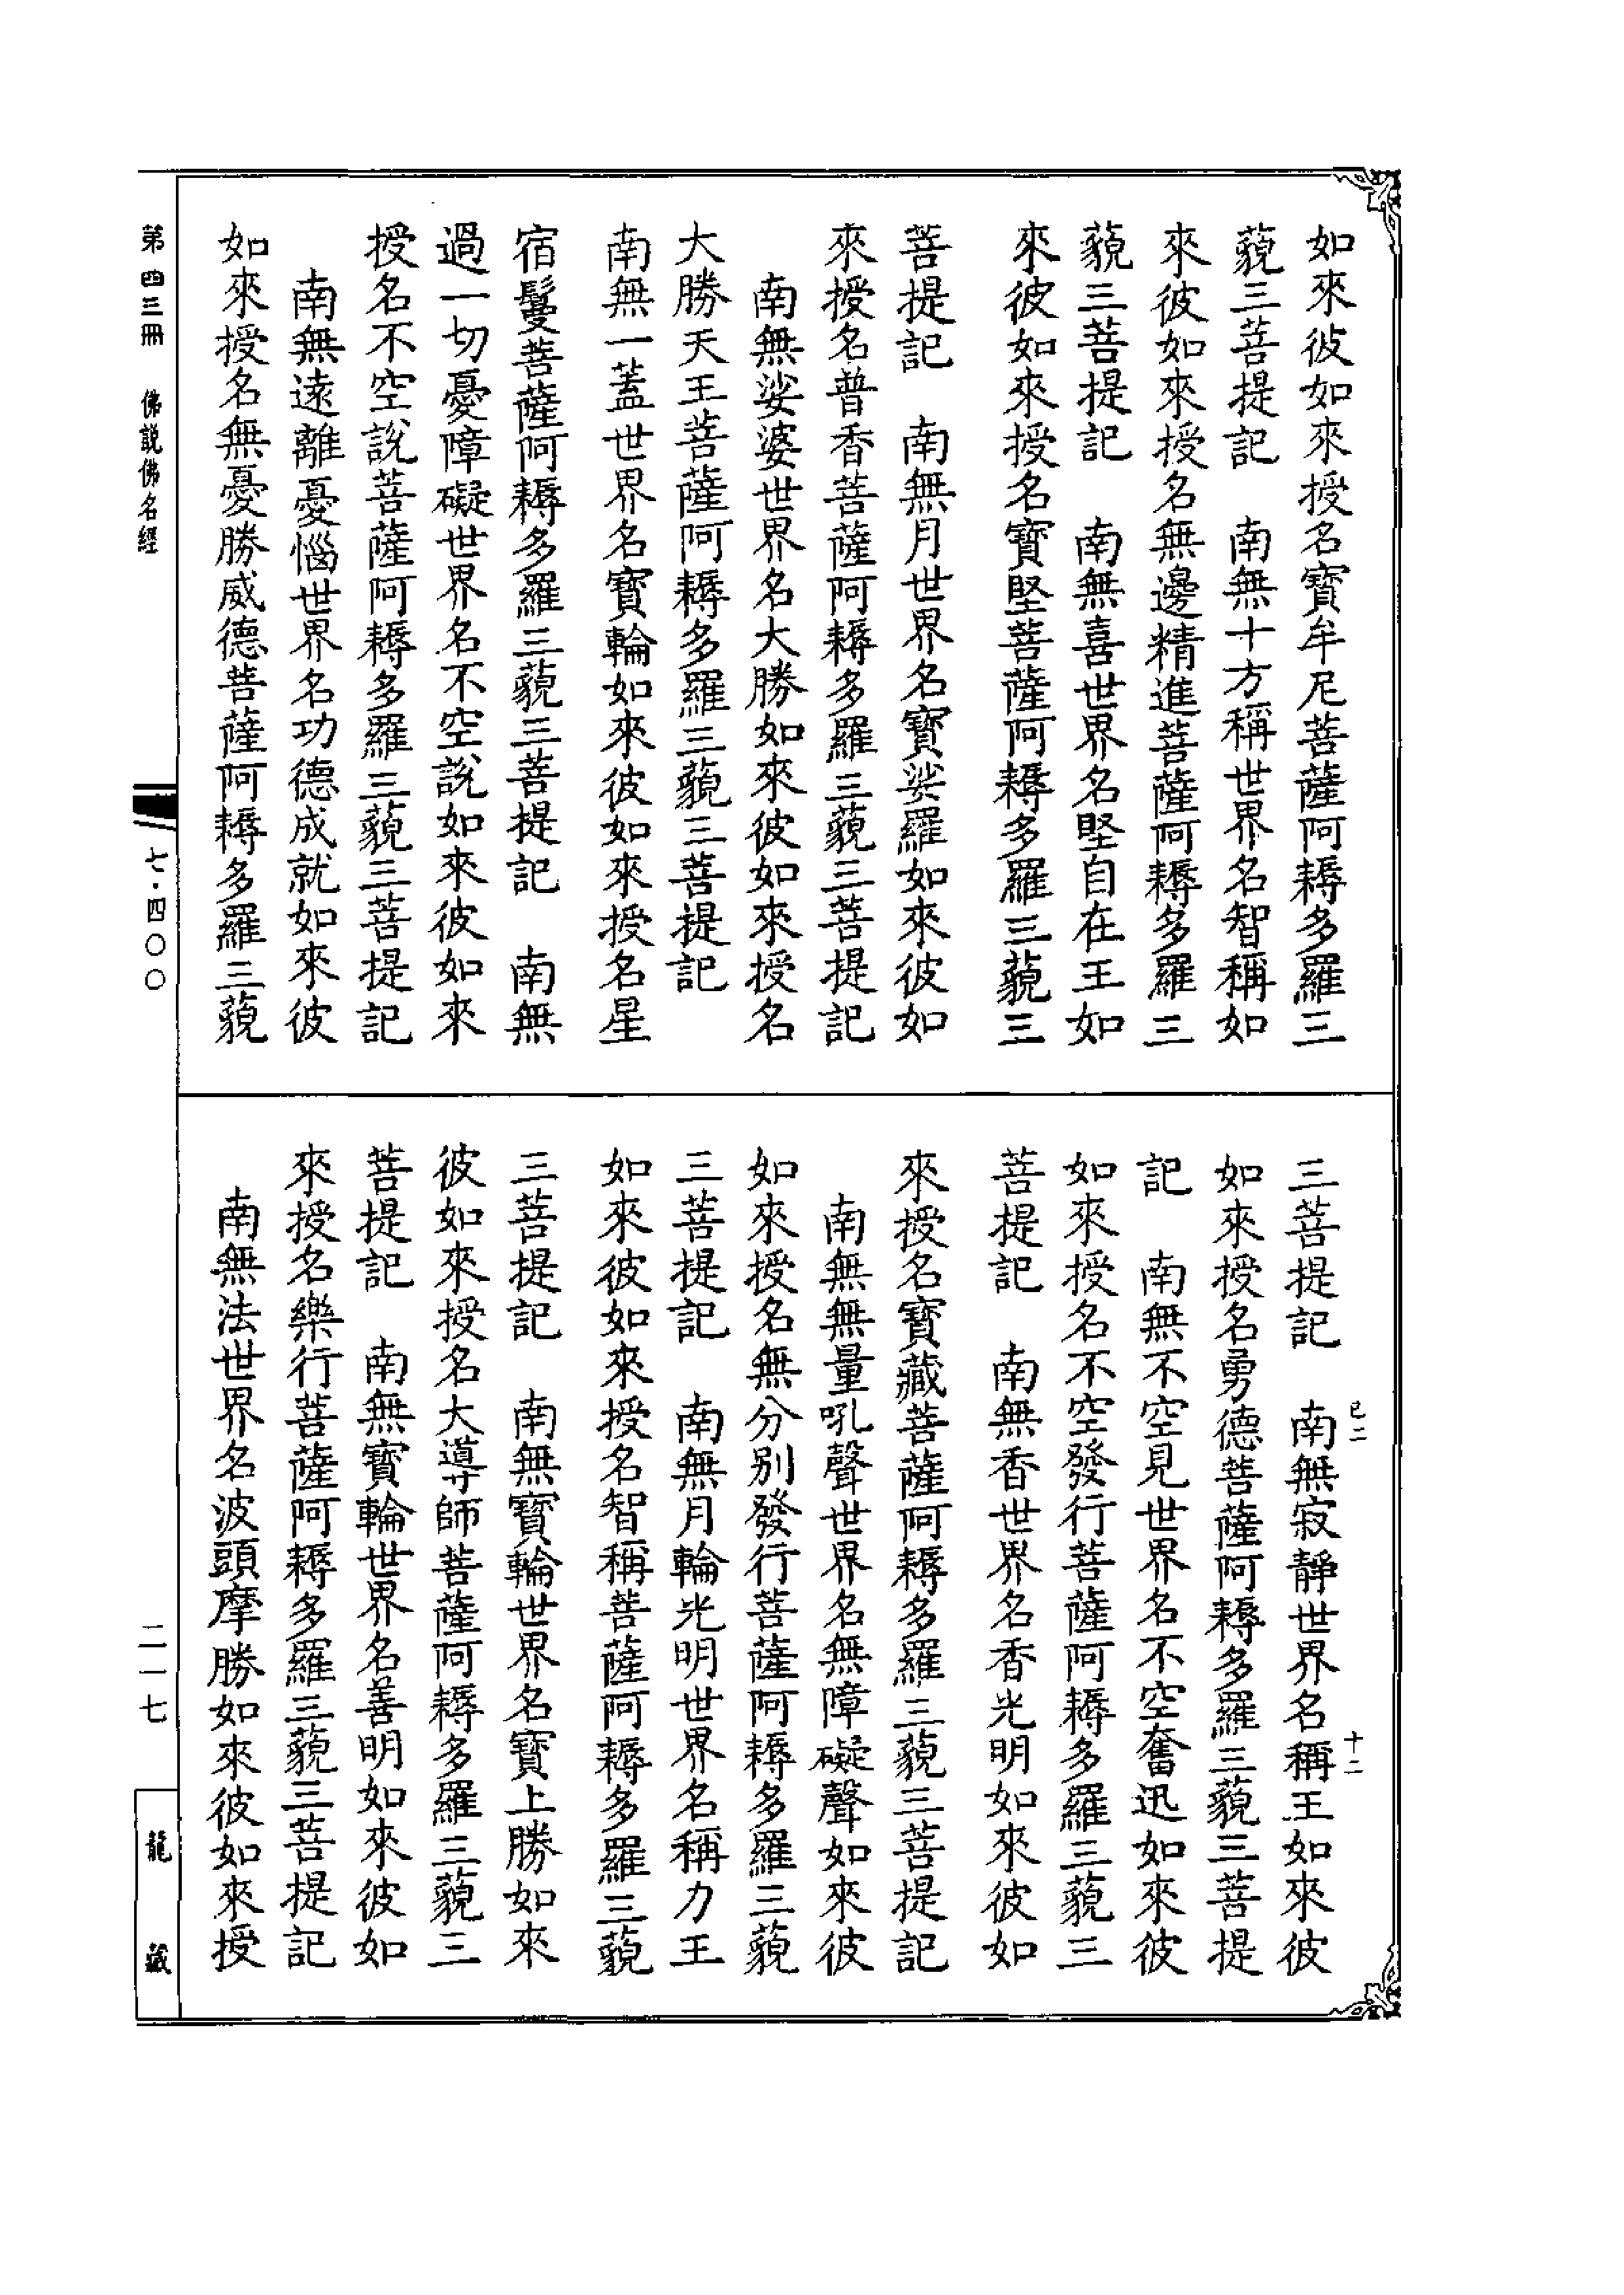 如來彼如來授名寶牟尼菩薩阿耨多羅三
藐三菩提記　南無十方稱世界名智稱如
來彼如來授名無邊精進菩薩阿耨多羅三
藐三菩提記　南無喜世界名堅自在王如
來彼如來授名寶堅菩薩阿耨多羅三藐三
菩提記　南無月世界名寶娑羅如來彼如
來授名普香菩薩阿耨多羅三藐三菩提記
　南無娑婆世界名大勝如來彼如來授名
大勝天王菩薩阿耨多羅三藐三菩提記
南無一蓋世界名寶輪如來彼如來授名星
宿鬘菩薩阿耨多羅三藐三菩提記　南無
過一切憂障礙世界名不空說如來彼如來
授名不空說菩薩阿耨多羅三藐三菩提記
　南無遠離憂惱世界名功德成就如來彼
如來授名無憂勝威德菩薩阿耨多羅三藐
三菩提記　南無寂靜世界名稱王如來彼
如來授名勇德菩薩阿耨多羅三藐三菩提
記　南無不空見世界名不空奮迅如來彼
如來授名不空發行菩薩阿耨多羅三藐三
菩提記　南無香世界名香光明如來彼如
來授名寶藏菩薩阿耨多羅三藐三菩提記
　南無無量吼聲世界名無障礙聲如來彼
如來授名無分別發行菩薩阿耨多羅三藐
三菩提記　南無月輪光明世界名稱力王
如來彼如來授名智稱菩薩阿耨多羅三藐
三菩提記　南無寶輪世界名寶上勝如來
彼如來授名大導師菩薩阿耨多羅三藐三
菩提記　南無寶輪世界名善明如來彼如
來授名樂行菩薩阿耨多羅三藐三菩提記
　南無法世界名波頭摩勝如來彼如來授
已二　十二
第四三冊　佛說佛名經
七·四〇〇
二一七
龍藏